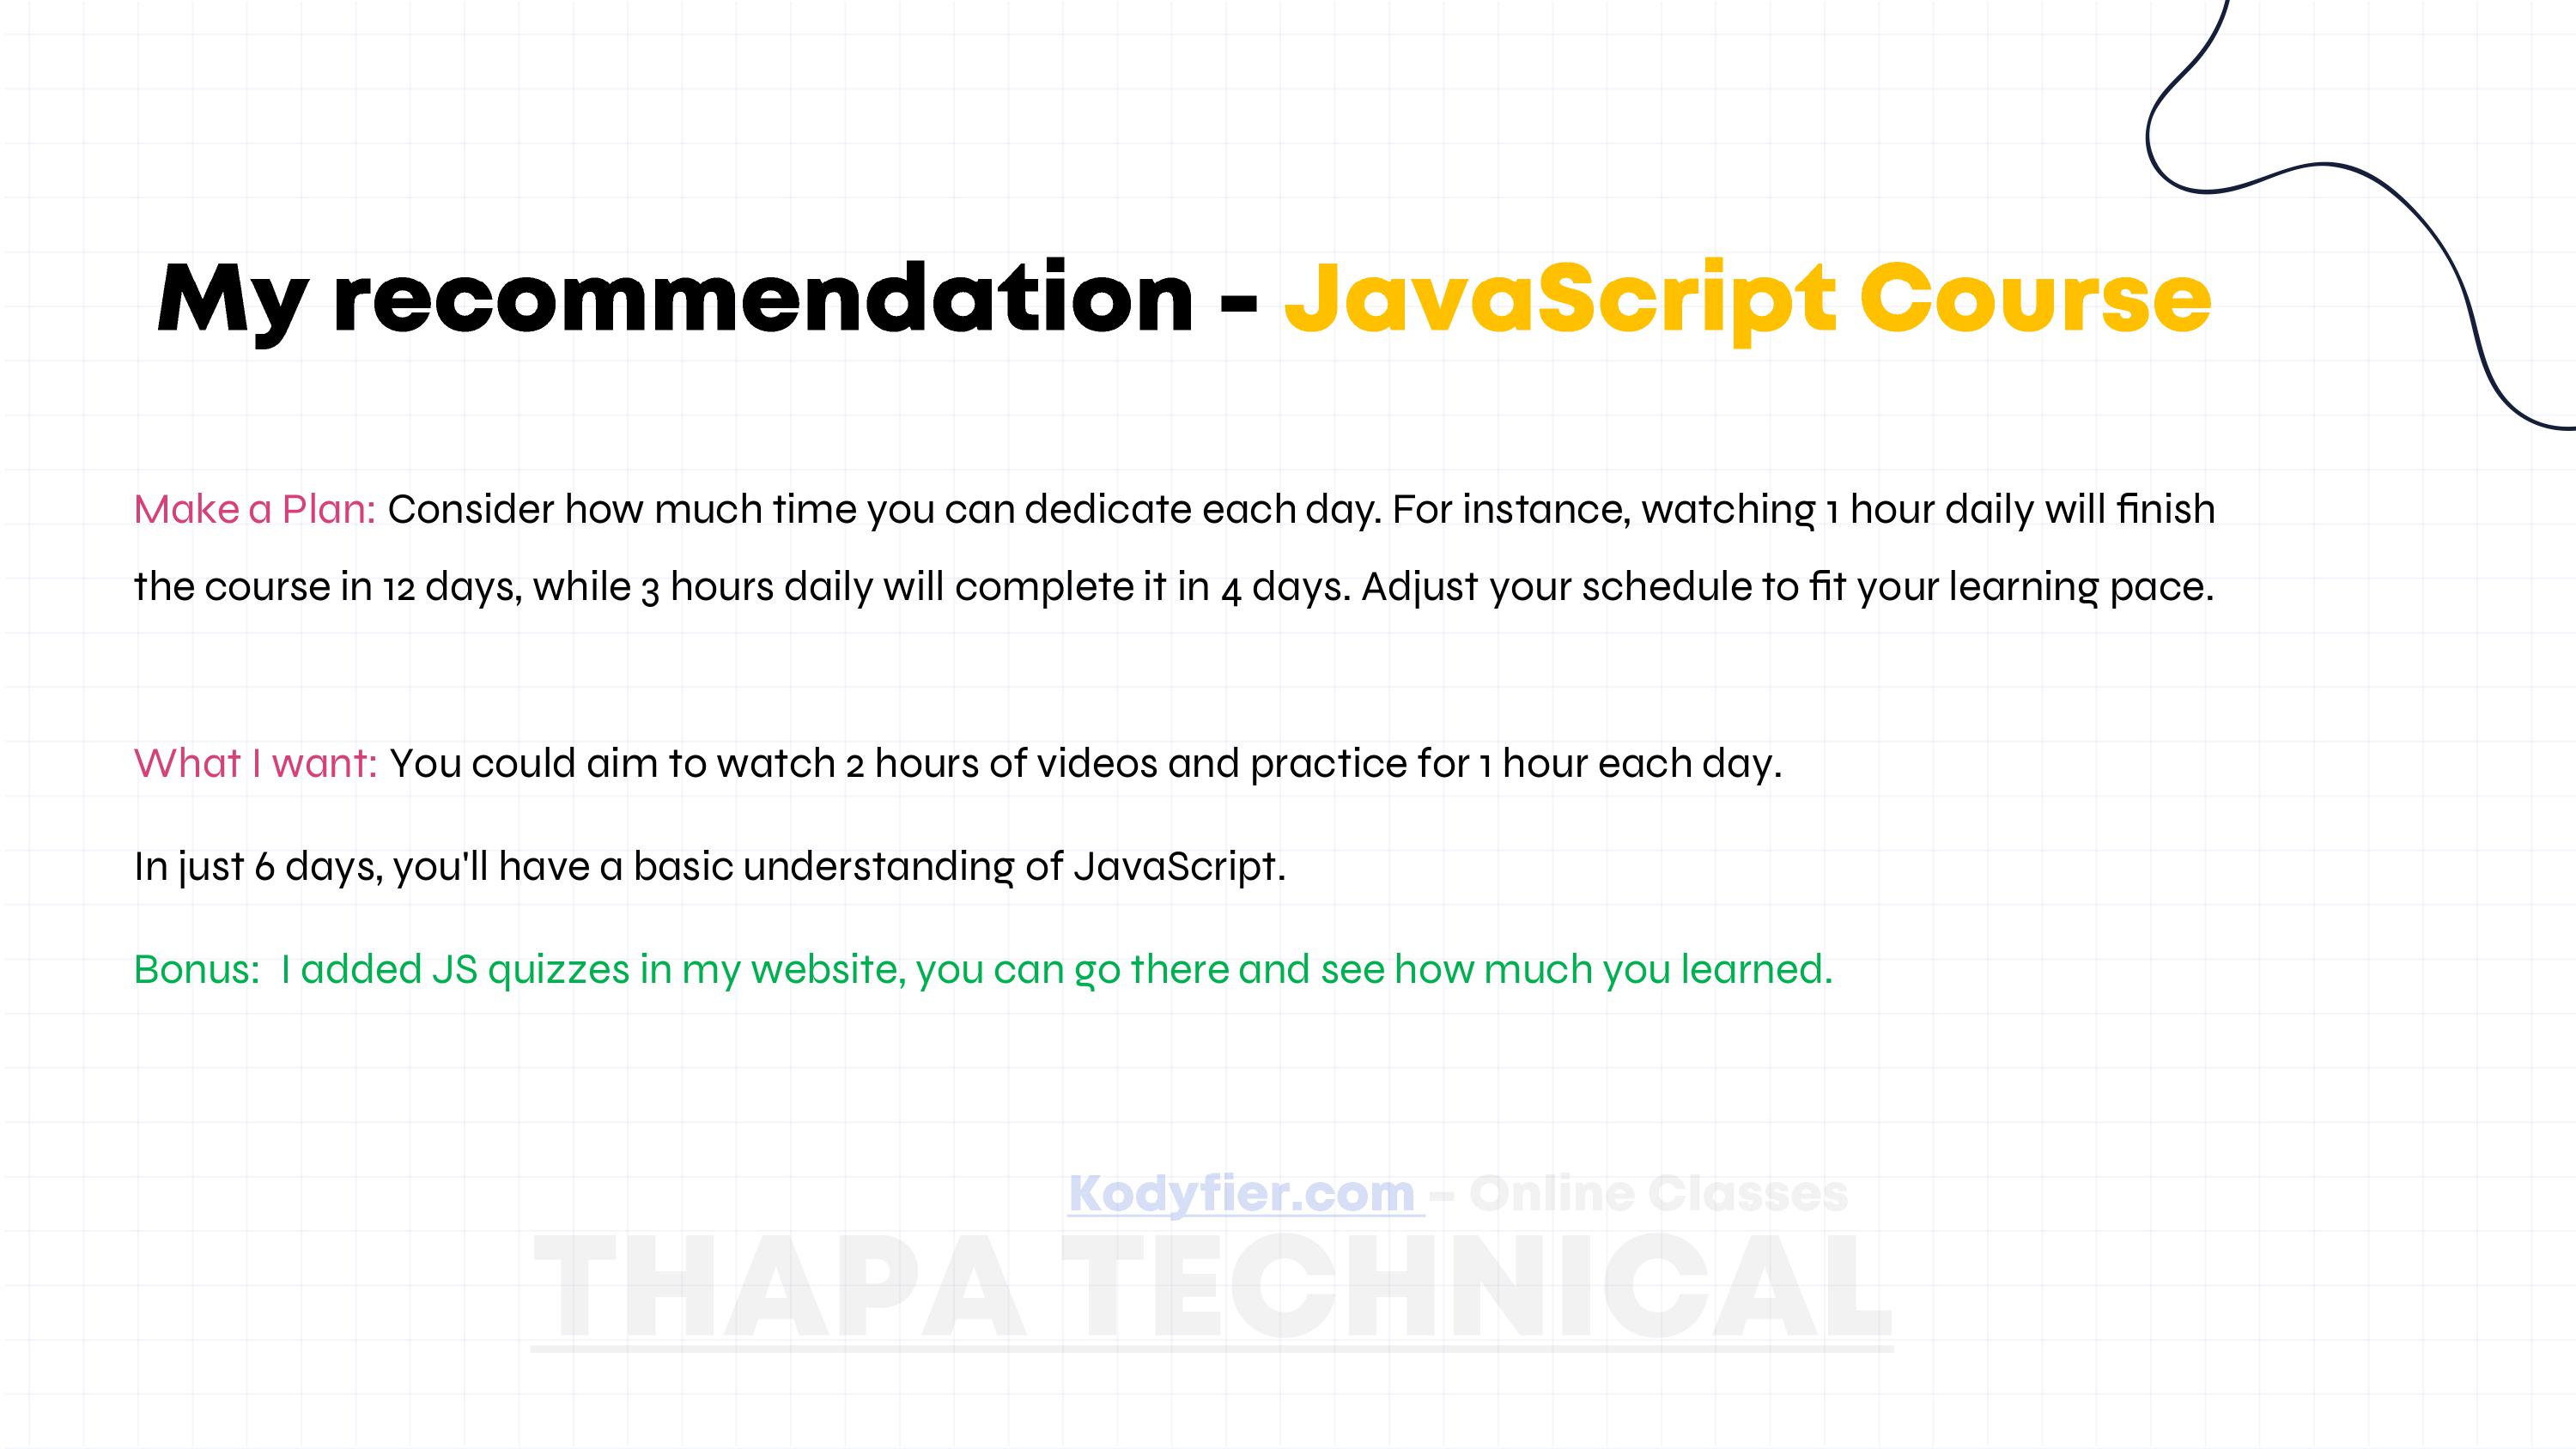 My recommendation - JavaScript Course
Make a Plan: Consider how much time you can dedicate each day. For instance, watching 1 hour daily will finish
the course in 12 days, while 3 hours daily will complete it in 4 days. Adjust your schedule to fit your learning pace.
What I want: You could aim to watch 2 hours of videos and practice for 1 hour each day.
In just 6 days, you'll have a basic understanding of JavaScript.
Bonus:  I added JS quizzes in my website, you can go there and see how much you learned.
Kodyfier.com - Online Classes
THAPA TECHNICAL